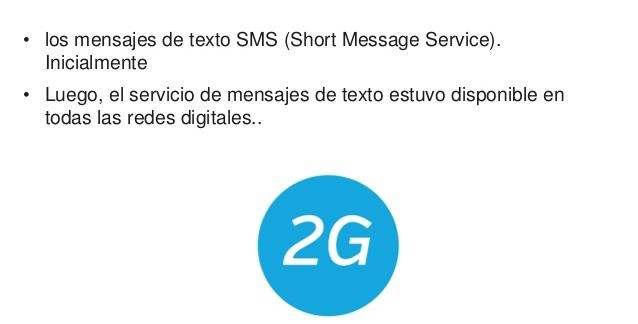 • los mensajes de texto SMS (Short Message Service).
Inicialmente
• Luego, el servicio de mensajes de texto estuvo disponible en
todas las redes digitales..
2G